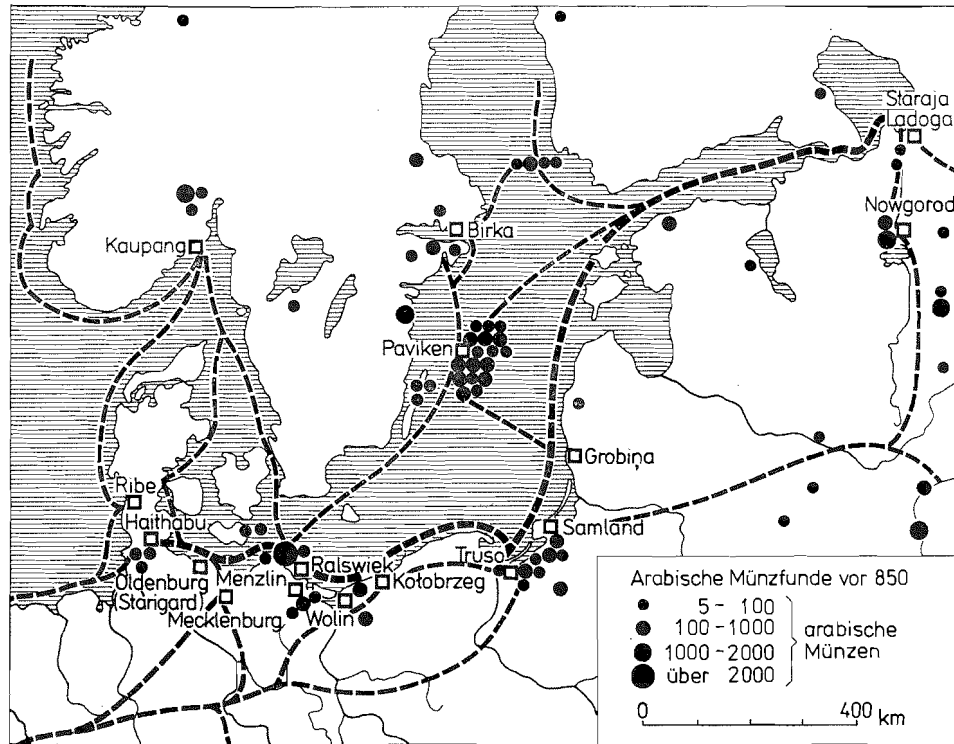 Staraja
Ladoga
Nowgorod
Birka
Kaupang
Paviken
Grobiņa
Ribe
(Haithabu)
Samland
Truso
Oldenburg
(Starigard)
Menzlin
Ralswiek
Kołobrzeg
Mecklenburg
Wolin
Arabische Münzfunde vor 850
5 - 100
100 - 1000
1000 - 2000
über 2000
arabische
Münzen
0 400 km